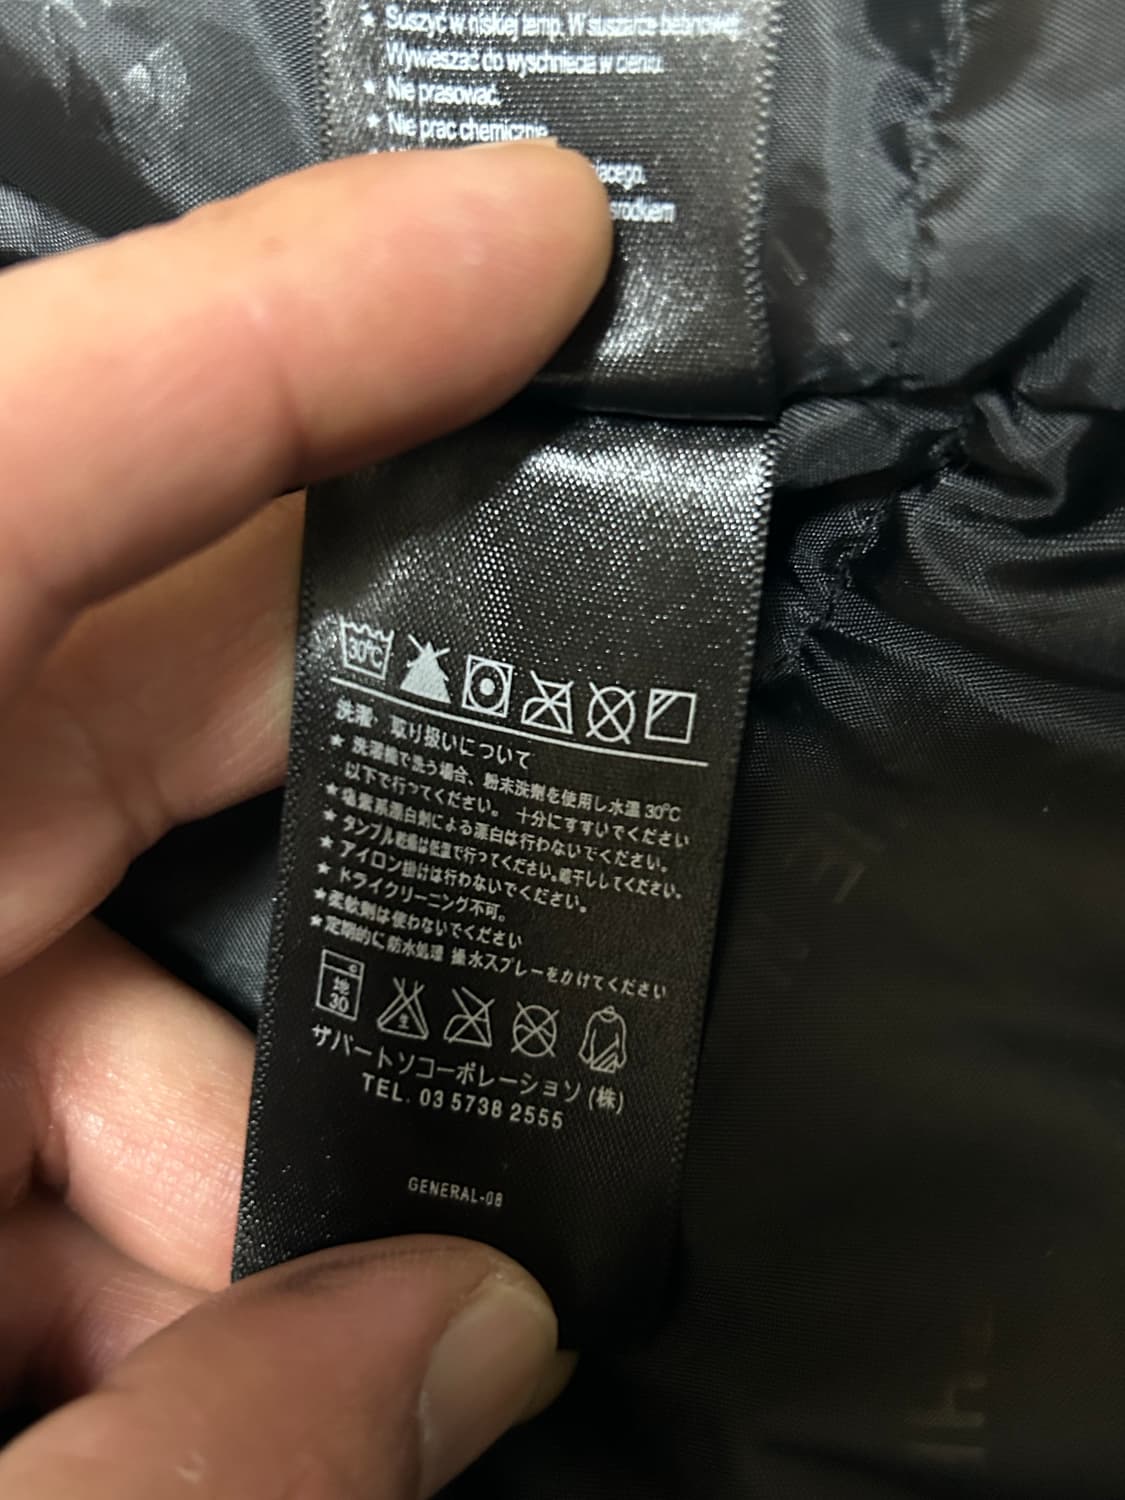 ★ Suszyć w niskiej temp. W suszarce bębnowej.
Wywieszać do wyschnięcia w cieniu.
★ Nie prasować.
★ Nie prac chemicznie.
jącego.
środkiem
30°C
洗濯・取り扱いについて
★ 洗濯機で洗う場合、粉末洗剤を使用し水温 30°C
以下で行ってください。 十分にすすいでください
★ 塩素系漂白剤による漂白は行わないでください。
★ タンブル乾燥は低温で行ってください。陰干ししてください。
★ アイロン掛けは行わないでください。
★ ドライクリーニング不可。
★柔軟剤は使わないでください
★定期的に防水処理 撥水スプレーをかけてください
C
30
ザバートソコーポレーション (株)
TEL. 03 5738 2555
GENERAL-08